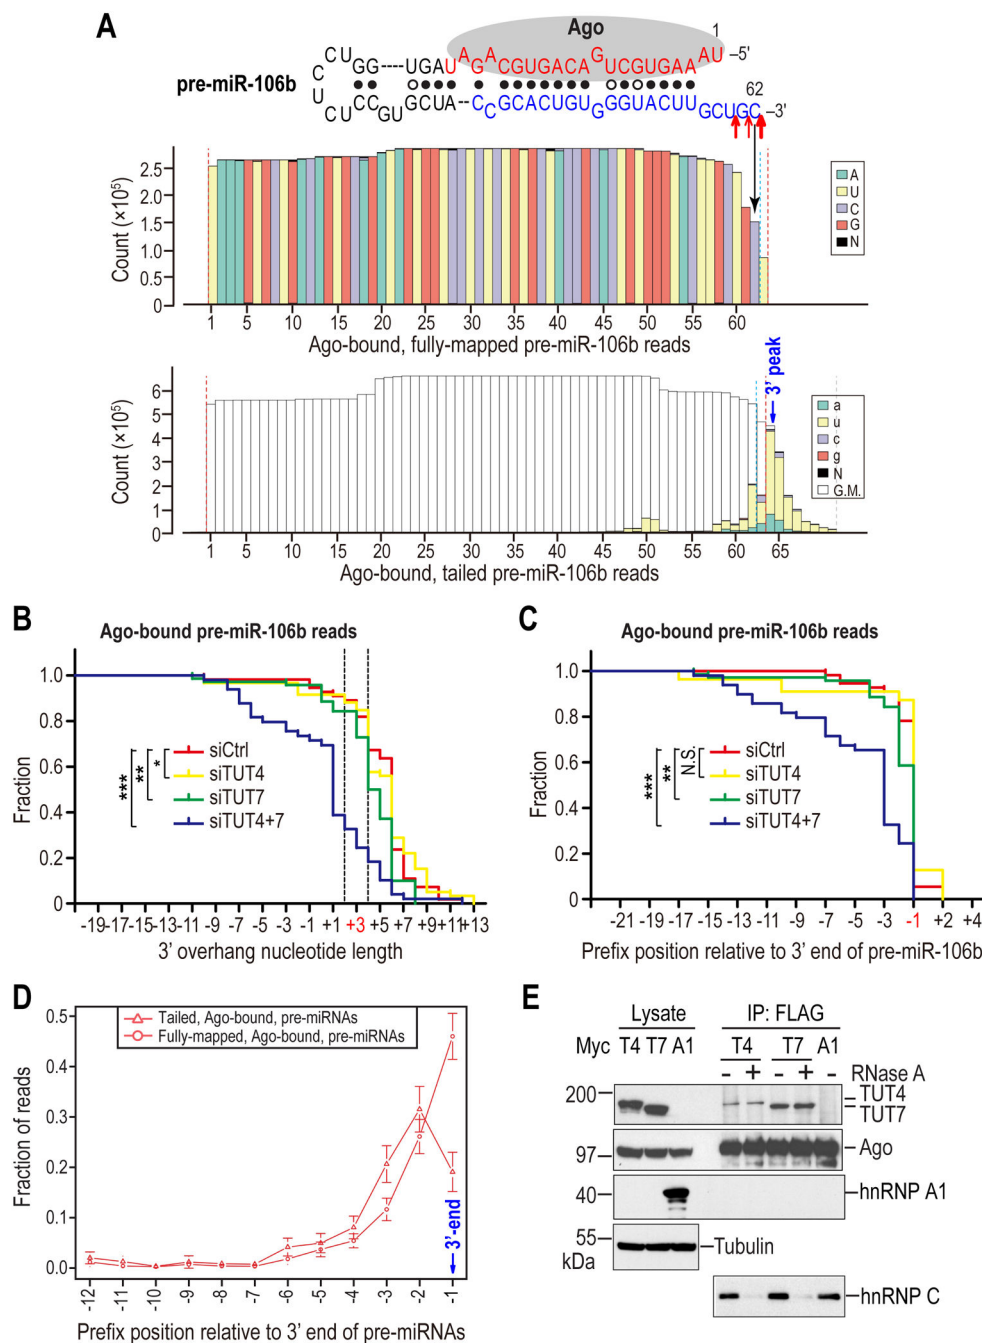 A
Ago
1
CUGG----UGAUAGACGUGACAGUCGUGAAAU –5'
C
pre-miR-106b
62
U
CUCCGUGUCGUA--CCGCACUGUGGGUACUUGCUGC –3'
Count (×10⁵)
2.5
2.0
1.5
1.0
0.5
0
A
U
C
G
N
1 5 10 15 20 25 30 35 40 45 50 55 60
Ago-bound, fully-mapped pre-miR-106b reads
3' peak
Count (×10⁵)
6
5
4
3
2
1
0
a
u
c
g
N
G.M.
1 5 10 15 20 25 30 35 40 45 50 55 60 65
Ago-bound, tailed pre-miR-106b reads
B
Ago-bound pre-miR-106b reads
Fraction
1.0
0.8
0.6
0.4
0.2
0
*** ** *
siCtrl
siTUT4
siTUT7
siTUT4+7
-19 -17 -15 -13 -11 -9 -7 -5 -3 -1 +1 +3 +5 +7 +9 +11 +13
3' overhang nucleotide length
C
Ago-bound pre-miR-106b reads
Fraction
1.0
0.8
0.6
0.4
0.2
0
*** ** N.S.
siCtrl
siTUT4
siTUT7
siTUT4+7
-21 -19 -17 -15 -13 -11 -9 -7 -5 -3 -1 +2 +4
Prefix position relative to 3' end of pre-miR-106b
D
Fraction of reads
0.5
0.4
0.3
0.2
0.1
0.0
Tailed, Ago-bound, pre-miRNAs
Fully-mapped, Ago-bound, pre-miRNAs
3'-end
-12 -11 -10 -9 -8 -7 -6 -5 -4 -3 -2 -1
Prefix position relative to 3' end of pre-miRNAs
E
Lysate IP: FLAG
Myc T4 T7 A1 T4 T7 A1
- + - + - RNase A
200
TUT4
TUT7
97
Ago
40
hnRNP A1
55
kDa
Tubulin
hnRNP C